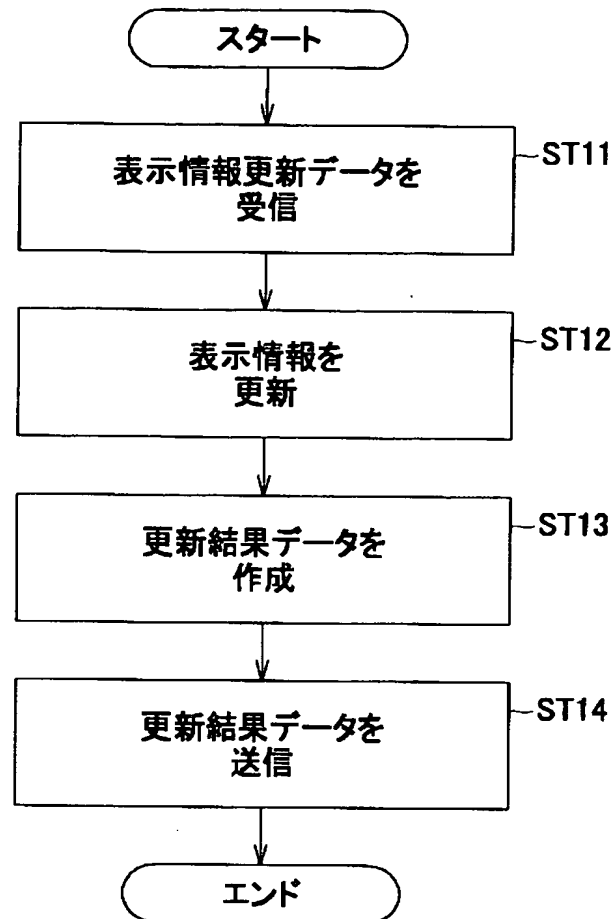 スタート
表示情報更新データを
受信
ST11
表示情報を
更新
ST12
更新結果データを
作成
ST13
更新結果データを
送信
ST14
エンド